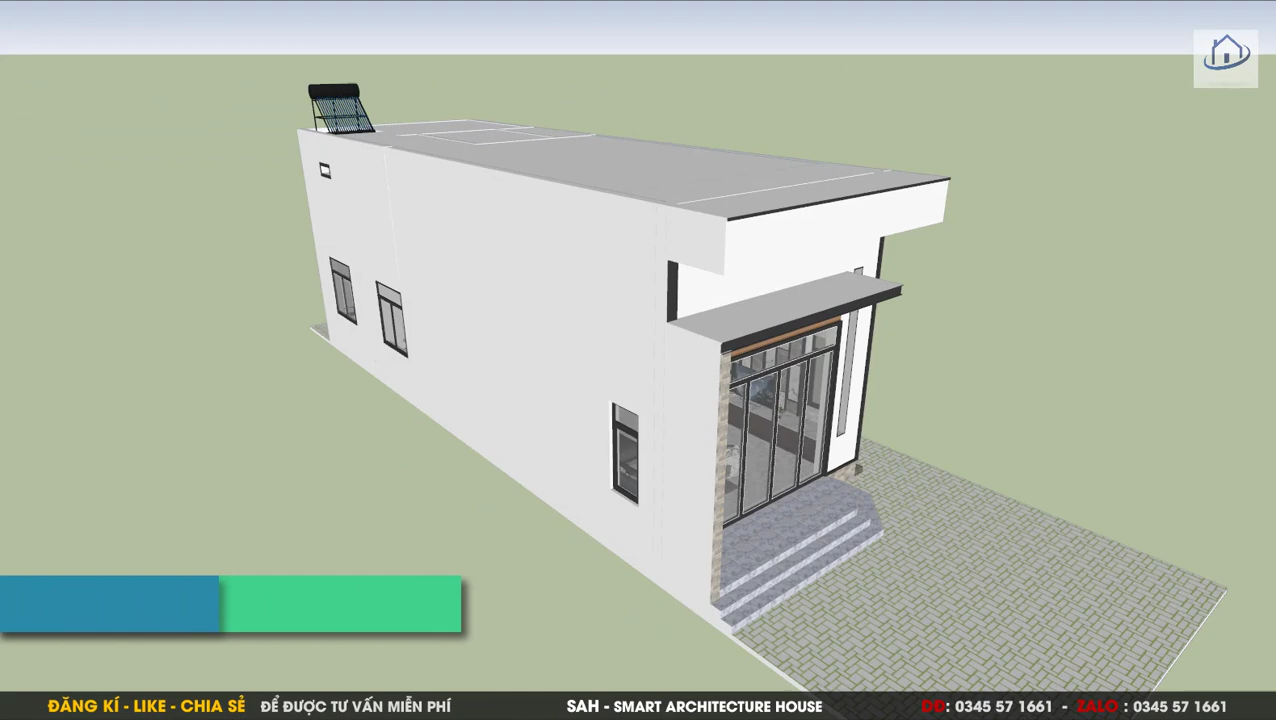 ĐĂNG KÍ - LIKE - CHIA SẺ ĐỂ ĐƯỢC TƯ VẤN MIỄN PHÍ SAH - SMART ARCHITECTURE HOUSE DĐ: 0345 57 1661 - ZALO : 0345 57 1661